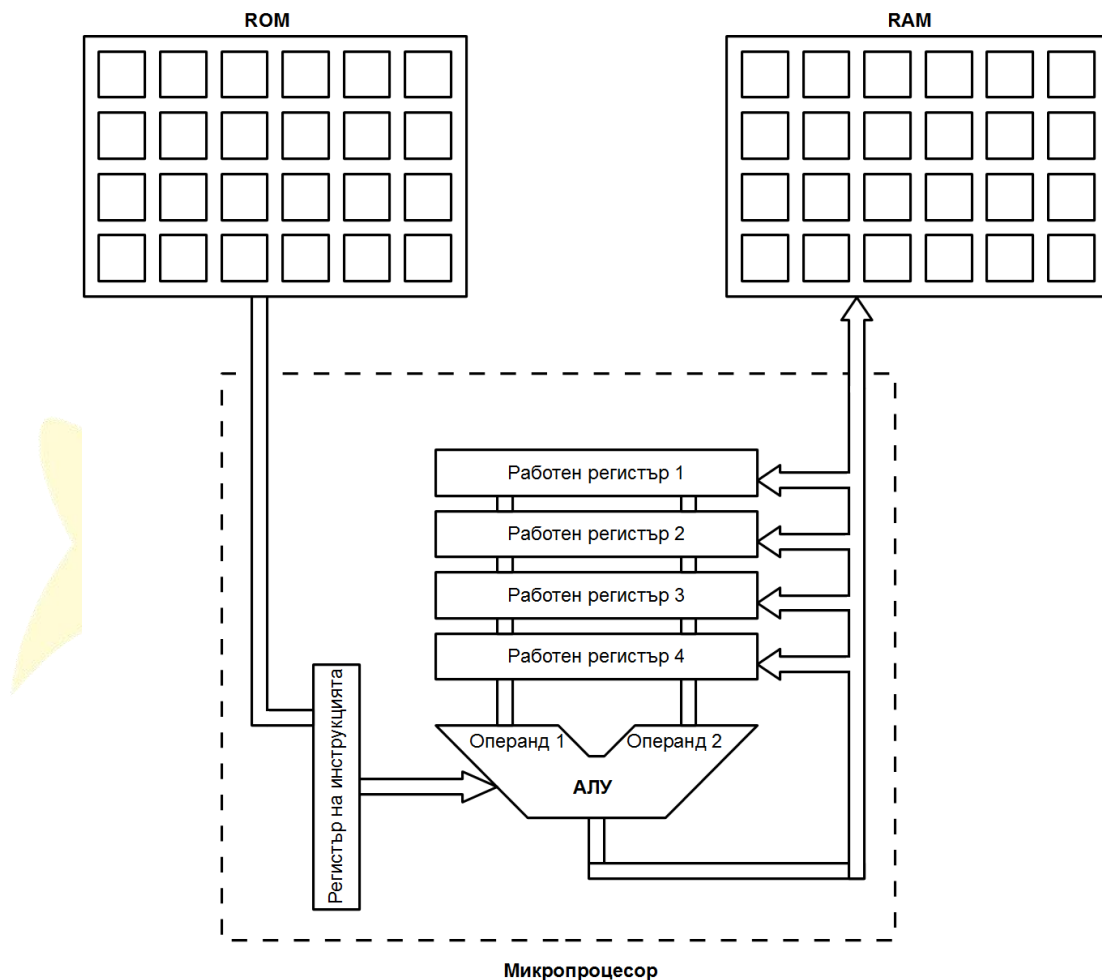 ROM
RAM
Работен регистър 1
Работен регистър 2
Работен регистър 3
Работен регистър 4
Регистър на инструкцията
Операнд 1
Операнд 2
АЛУ
Микропроцесор